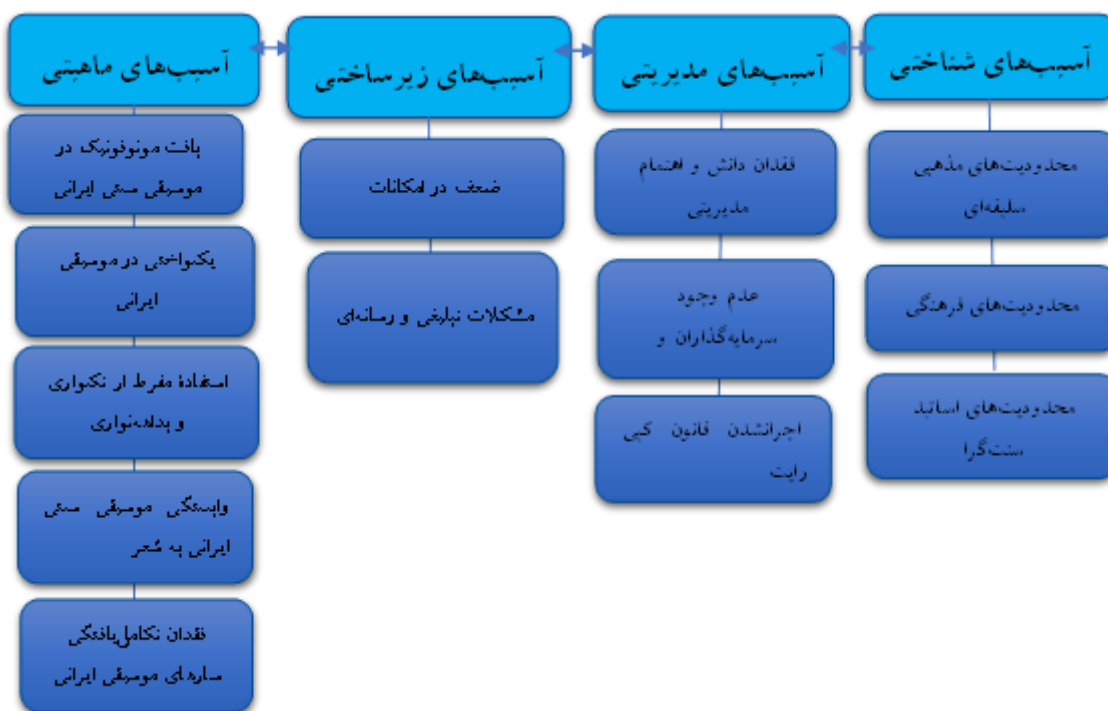 آسیب‌های شناختی
محدودیت‌های مذهبی
سلیقه‌ای
محدودیت‌های فرهنگی
محدودیت‌های اساتید
سنت‌گرا
آسیب‌های مدیریتی
فقدان دانش و اهتمام
مدیریتی
عدم وجود
سرمایه‌گذاران و
اجرانشدن قانون کپی
رایت
آسیب‌های زیرساختی
ضعف در امکانات
مشکلات تبلیغی و رسانه‌ای
آسیب‌های ماهیتی
بافت مونوفونیک در
موسیقی سنتی ایرانی
یکنواختی در موسیقی
ایرانی
استفادهٔ مفرط از تکنوازی
و بداهه‌نوازی
وابستگی موسیقی سنتی
ایرانی به شعر
فقدان تکامل‌یافتگی
سازهای موسیقی ایرانی